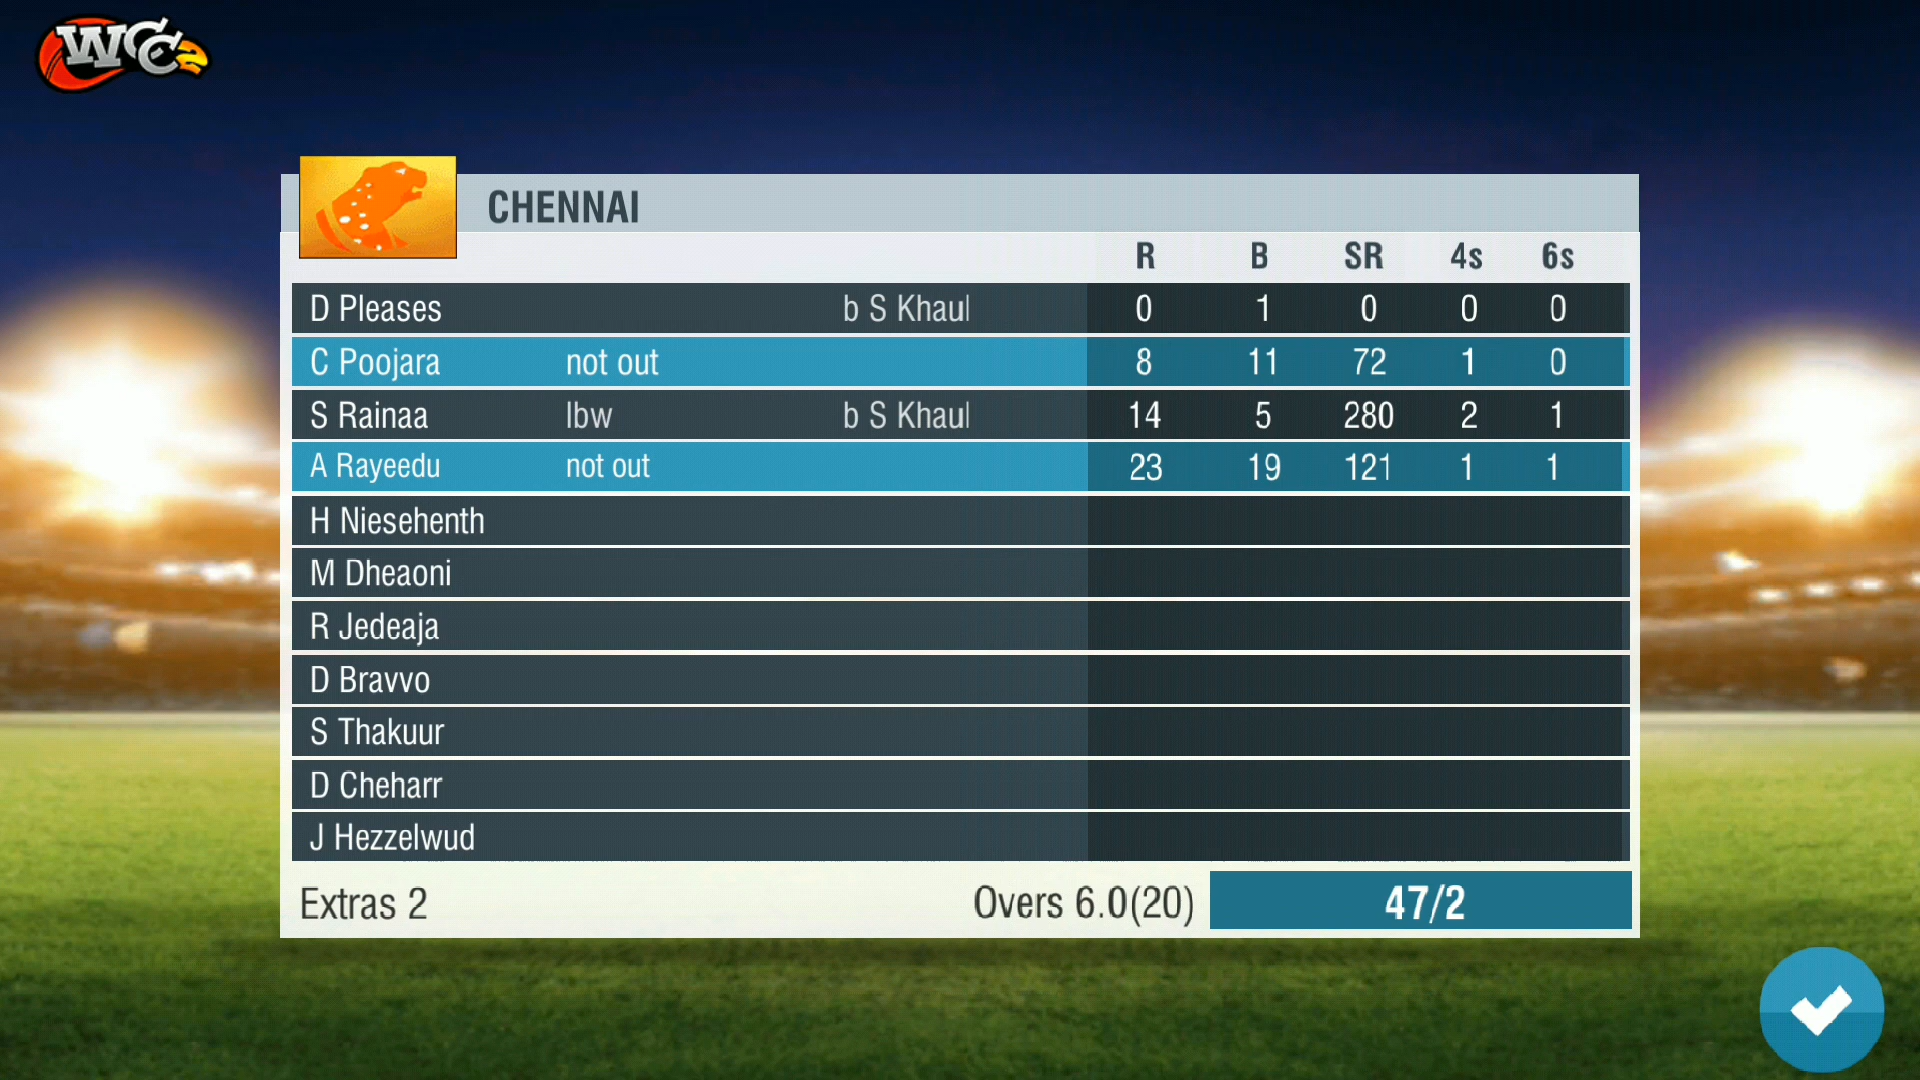 WCC2
CHENNAI
R B SR 4s 6s
D Pleases b S Khaul 0 1 0 0 0
C Poojara not out 8 11 72 1 0
S Rainaa lbw b S Khaul 14 5 280 2 1
A Rayeedu not out 23 19 121 1 1
H Niesehenth
M Dheaoni
R Jedeaja
D Bravvo
S Thakuur
D Cheharr
J Hezzelwud
Extras 2 Overs 6.0(20) 47/2